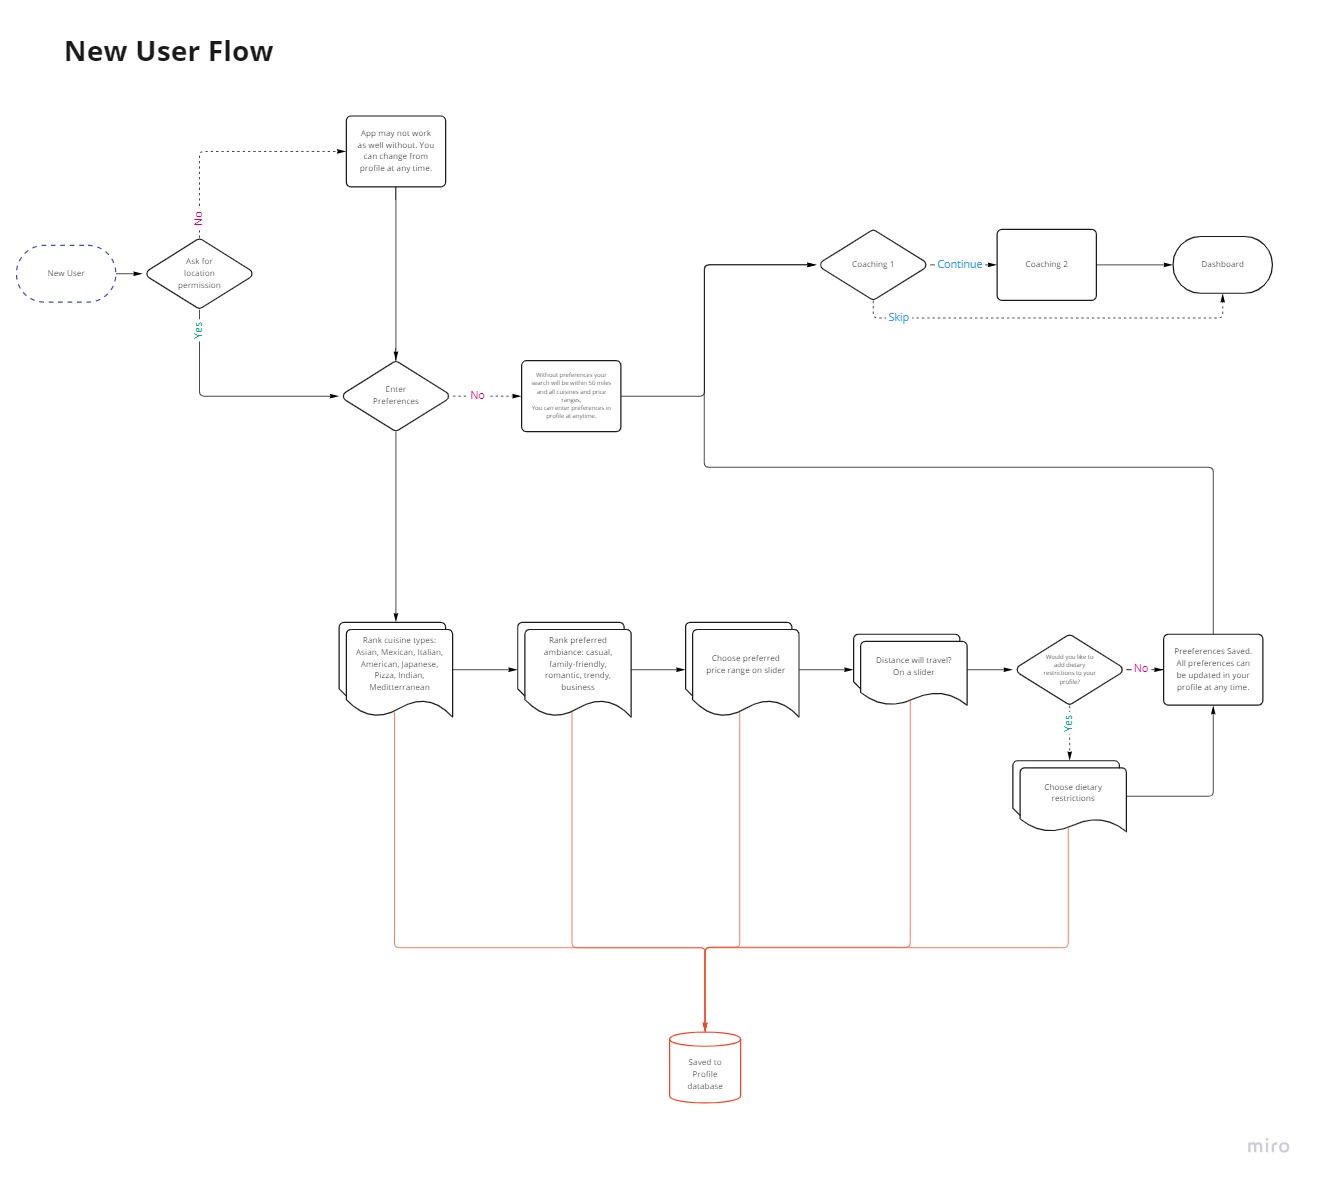 New User Flow
App may not work
as well without. You
can change from
profile at any time.
No
New User
Ask for
location
permission
Yes
Coaching 1
Continue
Coaching 2
Dashboard
Skip
Enter
Preferences
No
Without preferences your
search will be within 50 miles
and all cuisines and price
ranges,
You can enter preferences in
profile at anytime.
Rank cuisine types:
Asian, Mexican, Italian,
American, Japanese,
Pizza, Indian,
Meditterranean
Rank preferred
ambiance: casual,
family-friendly,
romantic, trendy,
business
Choose preferred
price range on slider
Distance will travel?
On a slider
Would you like to
add dietary
restrictions to your
profile?
No
Preeferences Saved.
All preferences can
be updated in your
profile at any time.
Yes
Choose dietary
restrictions
Saved to
Profile
database
miro